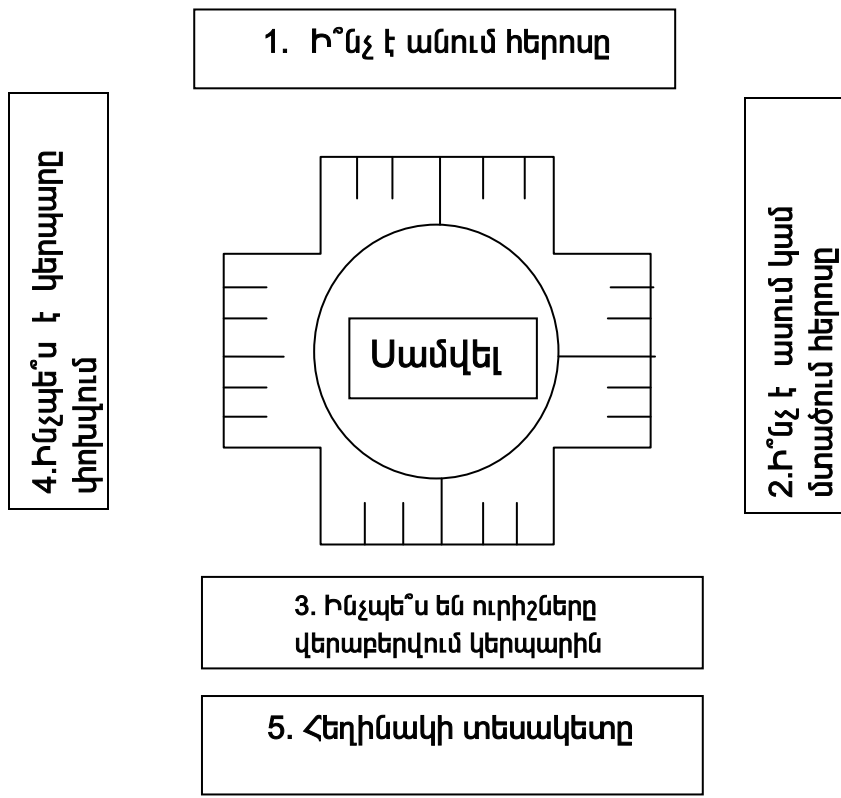 1. Ի՞նչ է անում հերոսը
4.Ինչպե՞ս է կերպարը
փոխվում
2.Ի՞նչ է ասում կամ
մտածում հերոսը
Սամվել
3. Ինչպե՞ս են ուրիշները
վերաբերվում կերպարին
5. Հեղինակի տեսակետը